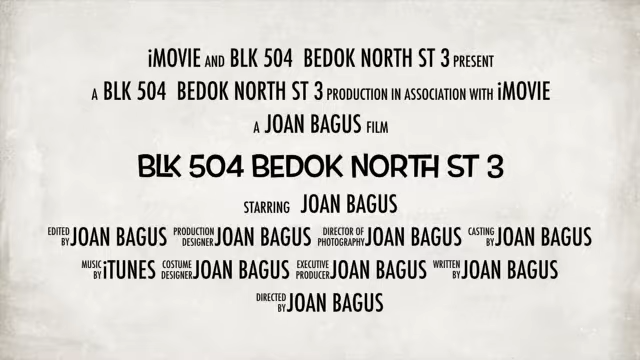 iMOVIE AND BLK 504 BEDOK NORTH ST 3 PRESENT
A BLK 504 BEDOK NORTH ST 3 PRODUCTION IN ASSOCIATION WITH iMOVIE
A JOAN BAGUS FILM
BLK 504 BEDOK NORTH ST 3
STARRING JOAN BAGUS
EDITED BY JOAN BAGUS PRODUCTION DESIGNER JOAN BAGUS DIRECTOR OF PHOTOGRAPHY JOAN BAGUS CASTING BY JOAN BAGUS
MUSIC BY iTUNES COSTUME DESIGNER JOAN BAGUS EXECUTIVE PRODUCER JOAN BAGUS WRITTEN BY JOAN BAGUS
DIRECTED BY JOAN BAGUS